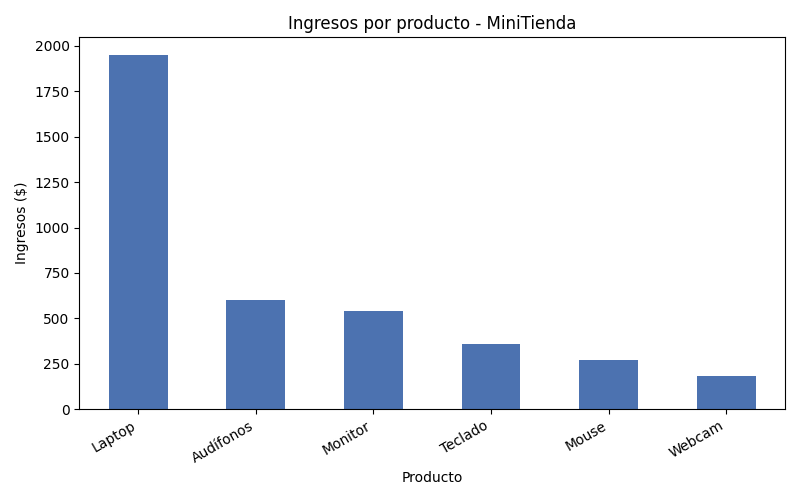 Ingresos por producto - MiniTienda
Ingresos ($)
2000
1750
1500
1250
1000
750
500
250
0
Laptop
Audífonos
Monitor
Teclado
Mouse
Webcam
Producto